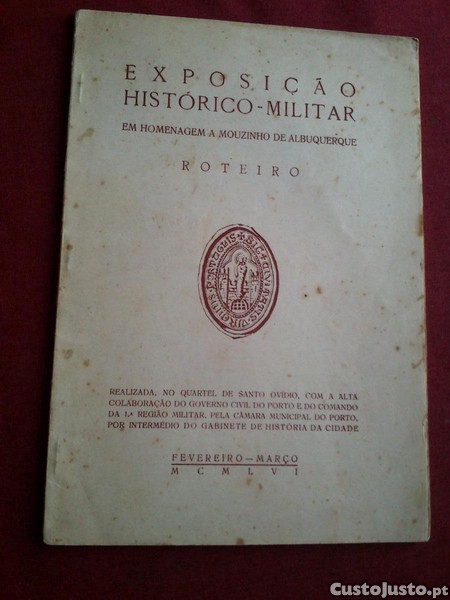 EXPOSIÇÃO
HISTÓRICO-MILITAR
EM HOMENAGEM A MOUZINHO DE ALBUQUERQUE
ROTEIRO
REALIZADA, NO QUARTEL DE SANTO OVÍDIO, COM A ALTA
COLABORAÇÃO DO GOVERNO CIVIL DO PORTO E DO COMANDO
DA 1.ª REGIÃO MILITAR, PELA CÂMARA MUNICIPAL DO PORTO,
POR INTERMÉDIO DO GABINETE DE HISTÓRIA DA CIDADE
FEVEREIRO—MARÇO
MCMLVI
CustoJusto.pt